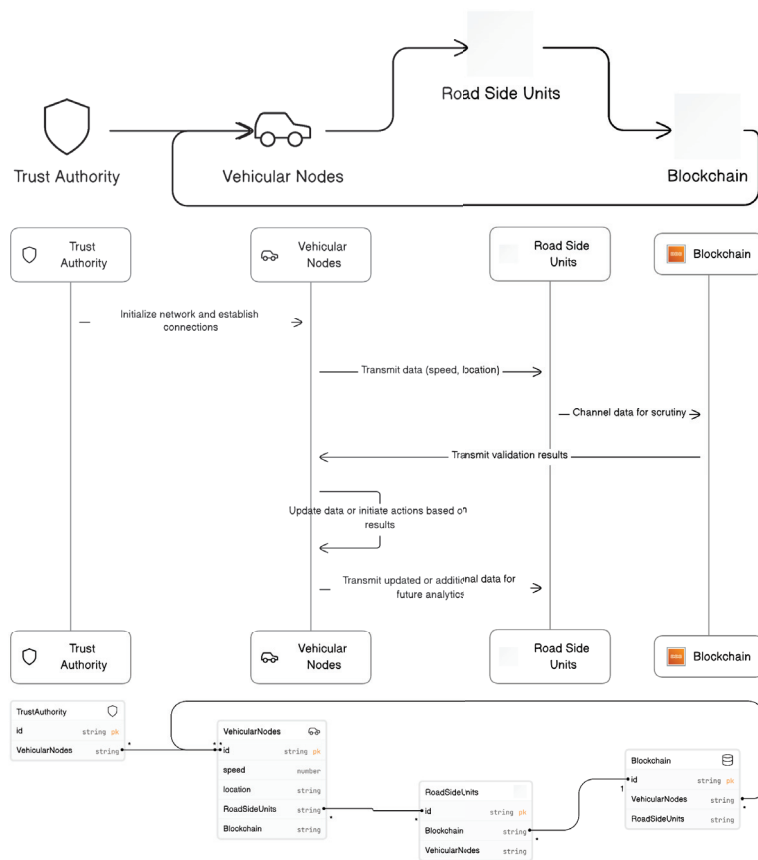 Road Side Units
Trust Authority
Vehicular Nodes
Blockchain
Trust
Authority
Vehicular
Nodes
Road Side
Units
Blockchain
Initialize network and establish
connections
Transmit data (speed, location)
Channel data for scrutiny
Transmit validation results
Update data or initiate actions based on
results
Transmit updated or additional data for
future analytics
Trust
Authority
Vehicular
Nodes
Road Side
Units
Blockchain
TrustAuthority
id string pk
VehicularNodes string
*
* *
VehicularNodes
id string pk
speed number
location string
RoadSideUnits string
Blockchain string
*
*
RoadSideUnits
id string pk
Blockchain string
VehicularNodes string
*
1
Blockchain
id string pk
VehicularNodes string
RoadSideUnits string
*